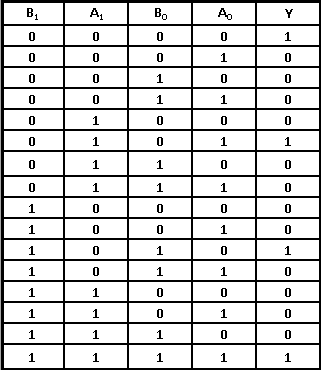 B₁ A₁ B₀ A₀ Y
0 0 0 0 1
0 0 0 1 0
0 0 1 0 0
0 0 1 1 0
0 1 0 0 0
0 1 0 1 1
0 1 1 0 0
0 1 1 1 0
1 0 0 0 0
1 0 0 1 0
1 0 1 0 1
1 0 1 1 0
1 1 0 0 0
1 1 0 1 0
1 1 1 0 0
1 1 1 1 1